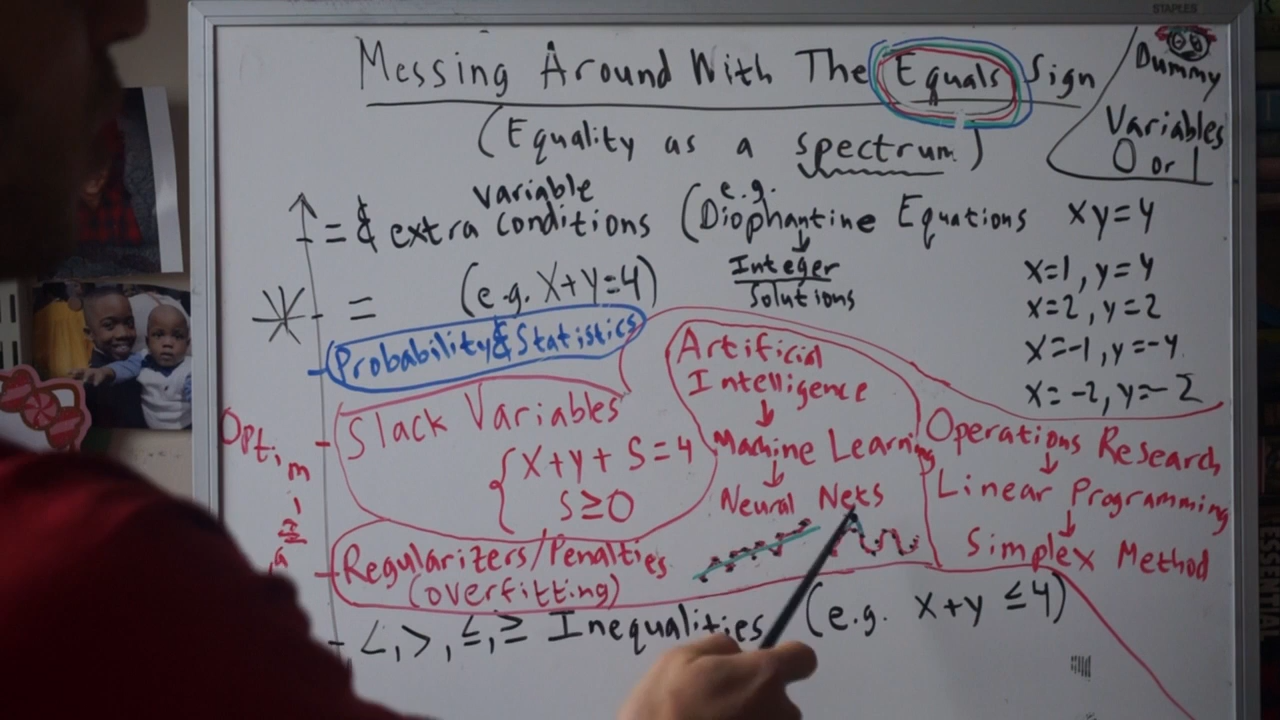 STAPLES
Messing Around With The Equals Sign
(Equality as a spectrum)
Dummy
Variables
0 or 1
= & extra variable conditions (e.g. Diophantine Equations xy=4
Integer
Solutions
x=1, y=4
x=2, y=2
x=-1, y=-4
x=-2, y=-2
= (e.g. x+y=4)
Probability & Statistics
Slack Variables
x+y+s=4
s≥0
Regularizers/Penalties
(overfitting)
Artificial
Intelligence
Machine Learning
Neural Nets
Operations Research
Linear Programming
Simplex Method
<, >, ≤, ≥ Inequalities (e.g. x+y ≤4)